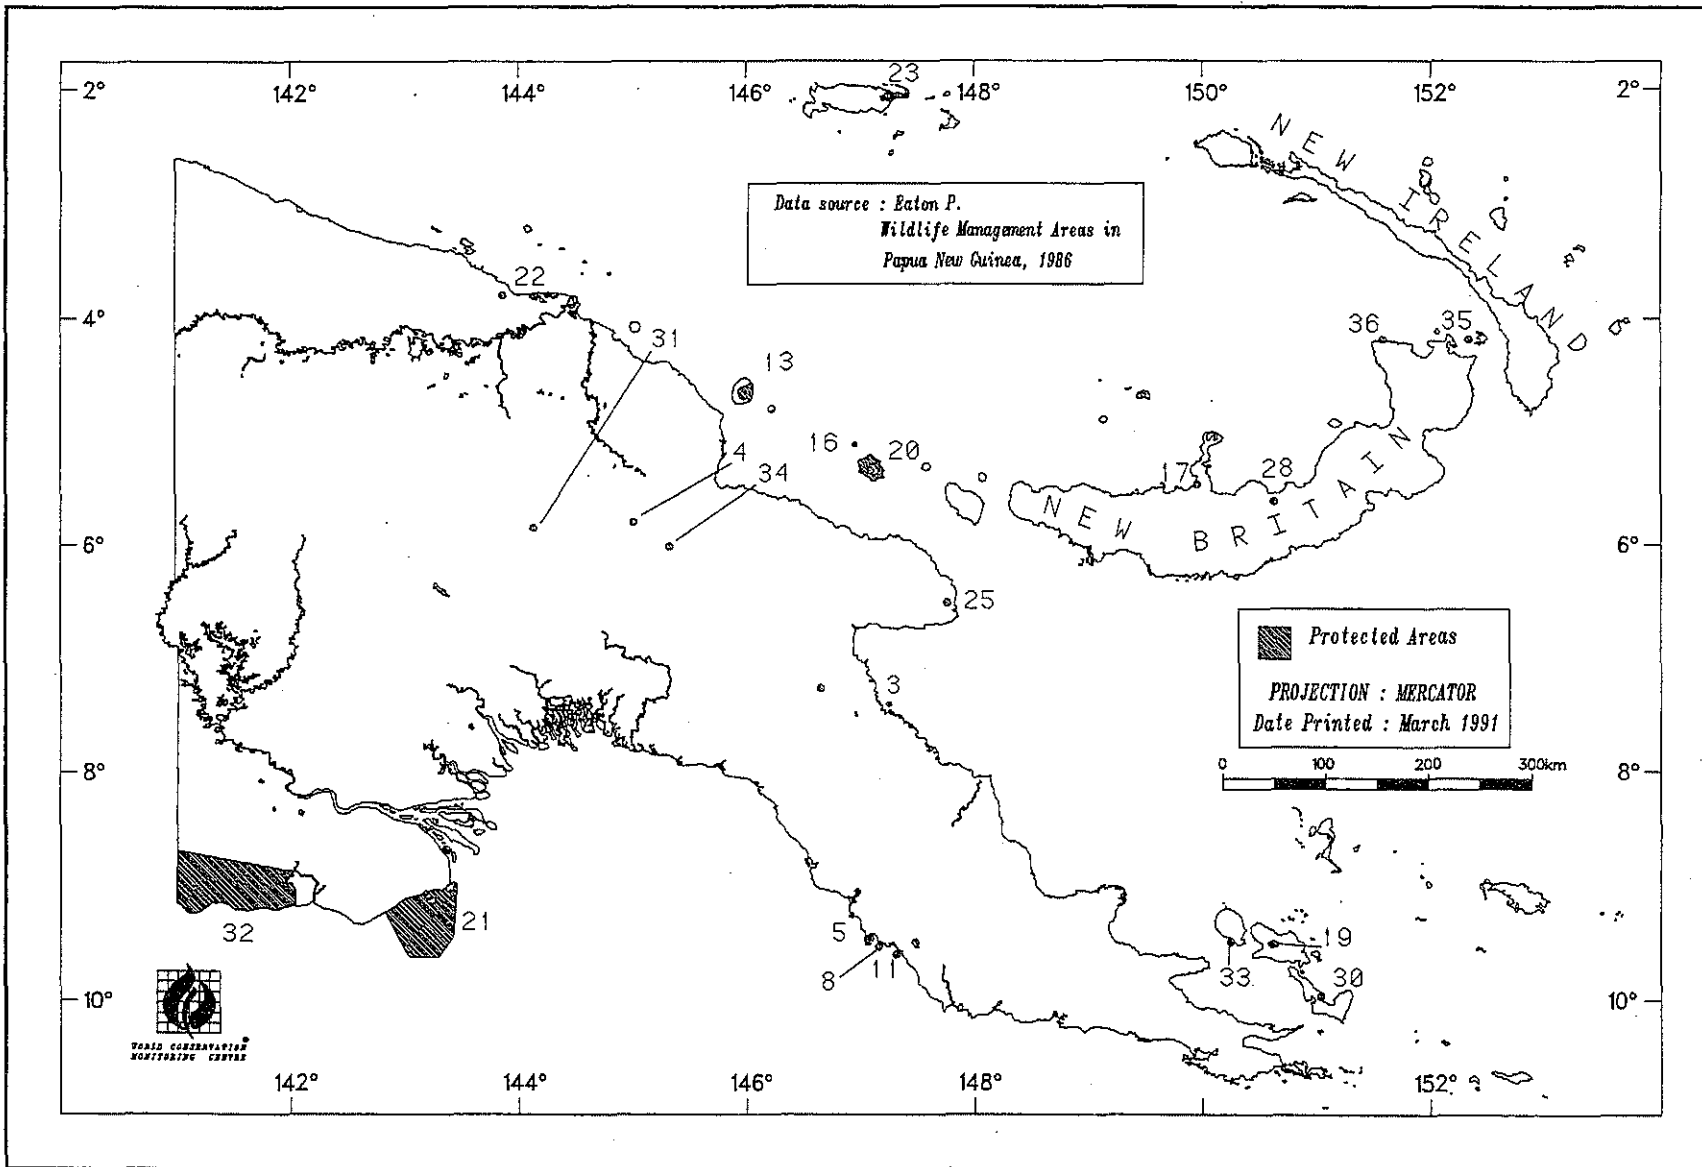 23
2° 142° 144° 146° 148° 150° 152° 2°
NEW IRELAND
Data source : Eaton P.
Wildlife Management Areas in
Papua New Guinea, 1986
22
4° 31 36 35 4°
13
16 20
4
34
17 28
NEW BRITAIN
6° 6°
25
Protected Areas
3
PROJECTION : MERCATOR
Date Printed : March 1991
0 100 200 300km
8° 8°
32 21
5 19
8 11 33 30
10° 10°
WORLD CONSERVATION
MONITORING CENTRE
142° 144° 146° 148° 152°